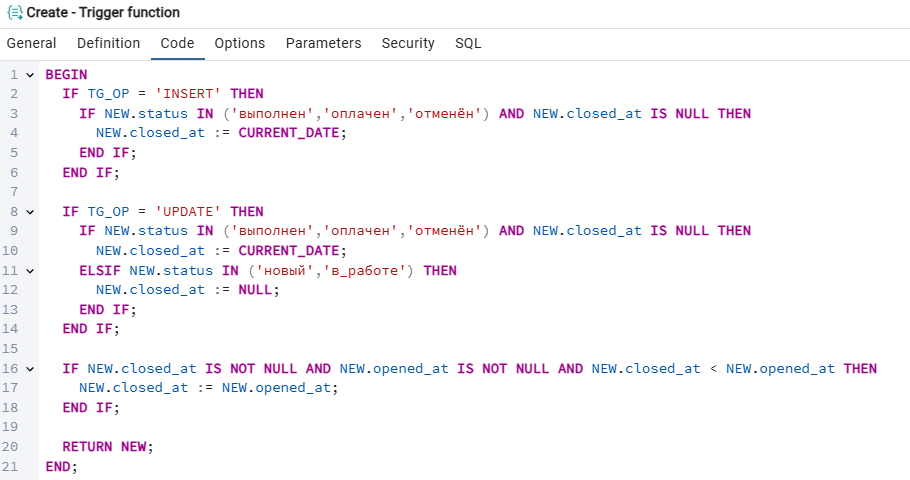 Create - Trigger function
General Definition Code Options Parameters Security SQL
1 BEGIN
2 IF TG_OP = 'INSERT' THEN
3 IF NEW.status IN ('выполнен','оплачен','отменён') AND NEW.closed_at IS NULL THEN
4 NEW.closed_at := CURRENT_DATE;
5 END IF;
6 END IF;
7
8 IF TG_OP = 'UPDATE' THEN
9 IF NEW.status IN ('выполнен','оплачен','отменён') AND NEW.closed_at IS NULL THEN
10 NEW.closed_at := CURRENT_DATE;
11 ELSIF NEW.status IN ('новый','в_работе') THEN
12 NEW.closed_at := NULL;
13 END IF;
14 END IF;
15
16 IF NEW.closed_at IS NOT NULL AND NEW.opened_at IS NOT NULL AND NEW.closed_at < NEW.opened_at THEN
17 NEW.closed_at := NEW.opened_at;
18 END IF;
19
20 RETURN NEW;
21 END;